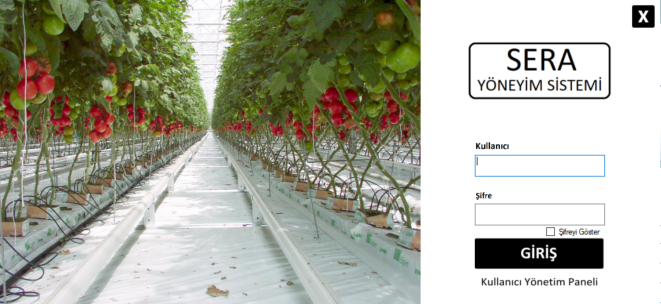 X
SERA
YÖNEYİM SİSTEMİ
Kullanıcı
Şifre
Şifreyi Göster
GİRİŞ
Kullanıcı Yönetim Paneli